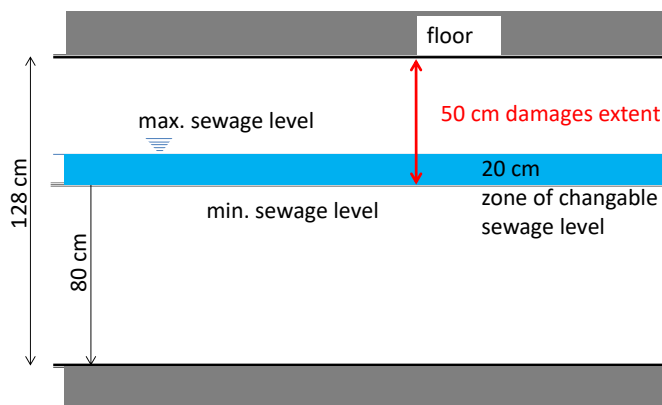 floor
50 cm damages extent
max. sewage level
128 cm
20 cm
zone of changable
sewage level
min. sewage level
80 cm